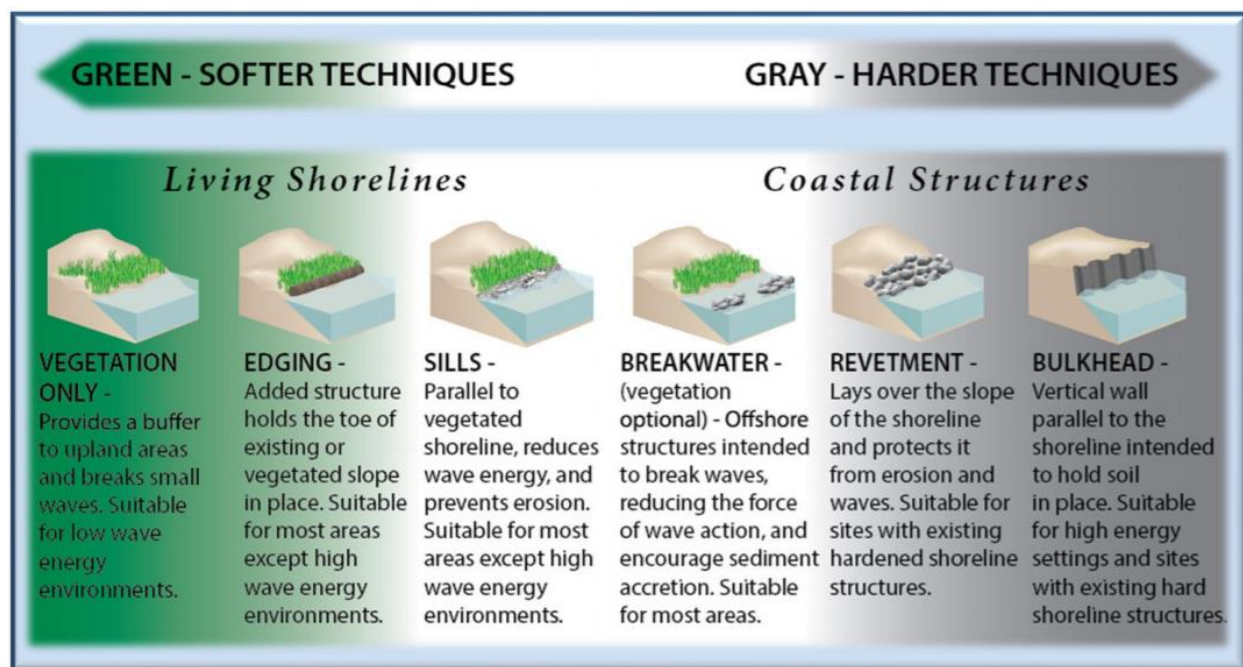 GREEN - SOFTER TECHNIQUES
GRAY - HARDER TECHNIQUES
Living Shorelines
Coastal Structures
VEGETATION
ONLY -
Provides a buffer
to upland areas
and breaks small
waves. Suitable
for low wave
energy
environments.
EDGING -
Added structure
holds the toe of
existing or
vegetated slope
in place. Suitable
for most areas
except high
wave energy
environments.
SILLS -
Parallel to
vegetated
shoreline, reduces
wave energy, and
prevents erosion.
Suitable for most
areas except high
wave energy
environments.
BREAKWATER -
(vegetation
optional) - Offshore
structures intended
to break waves,
reducing the force
of wave action, and
encourage sediment
accretion. Suitable
for most areas.
REVETMENT -
Lays over the slope
of the shoreline
and protects it
from erosion and
waves. Suitable for
sites with existing
hardened shoreline
structures.
BULKHEAD -
Vertical wall
parallel to the
shoreline intended
to hold soil
in place. Suitable
for high energy
settings and sites
with existing hard
shoreline structures.